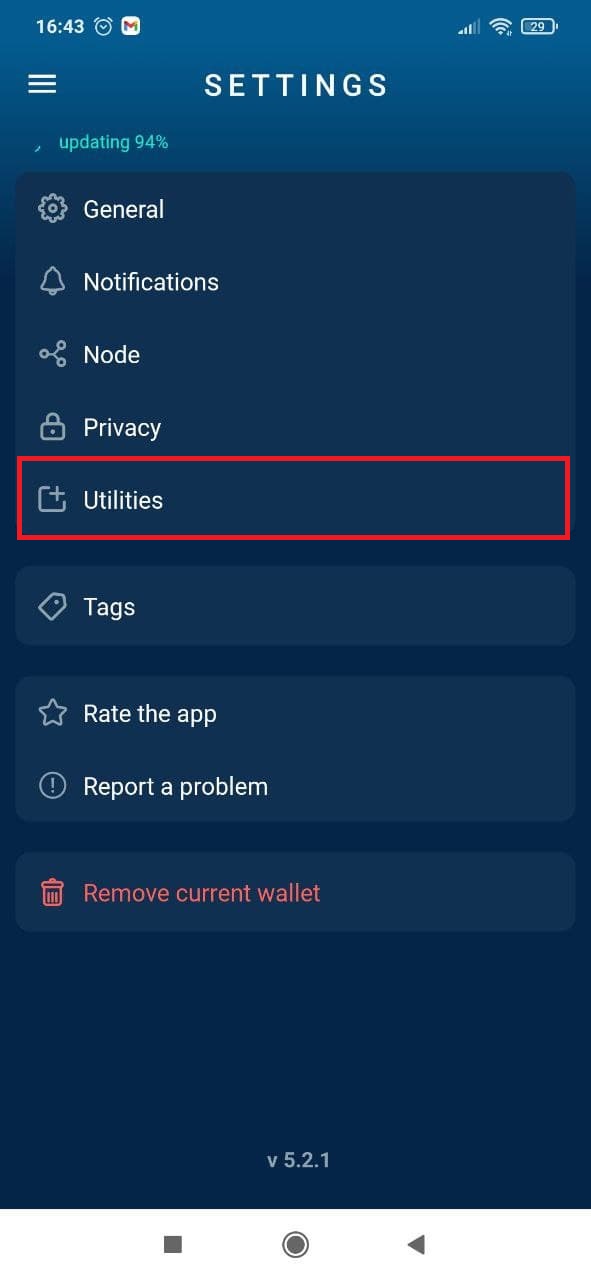 16:43 29
SETTINGS
updating 94%
General
Notifications
Node
Privacy
Utilities
Tags
Rate the app
Report a problem
Remove current wallet
v 5.2.1